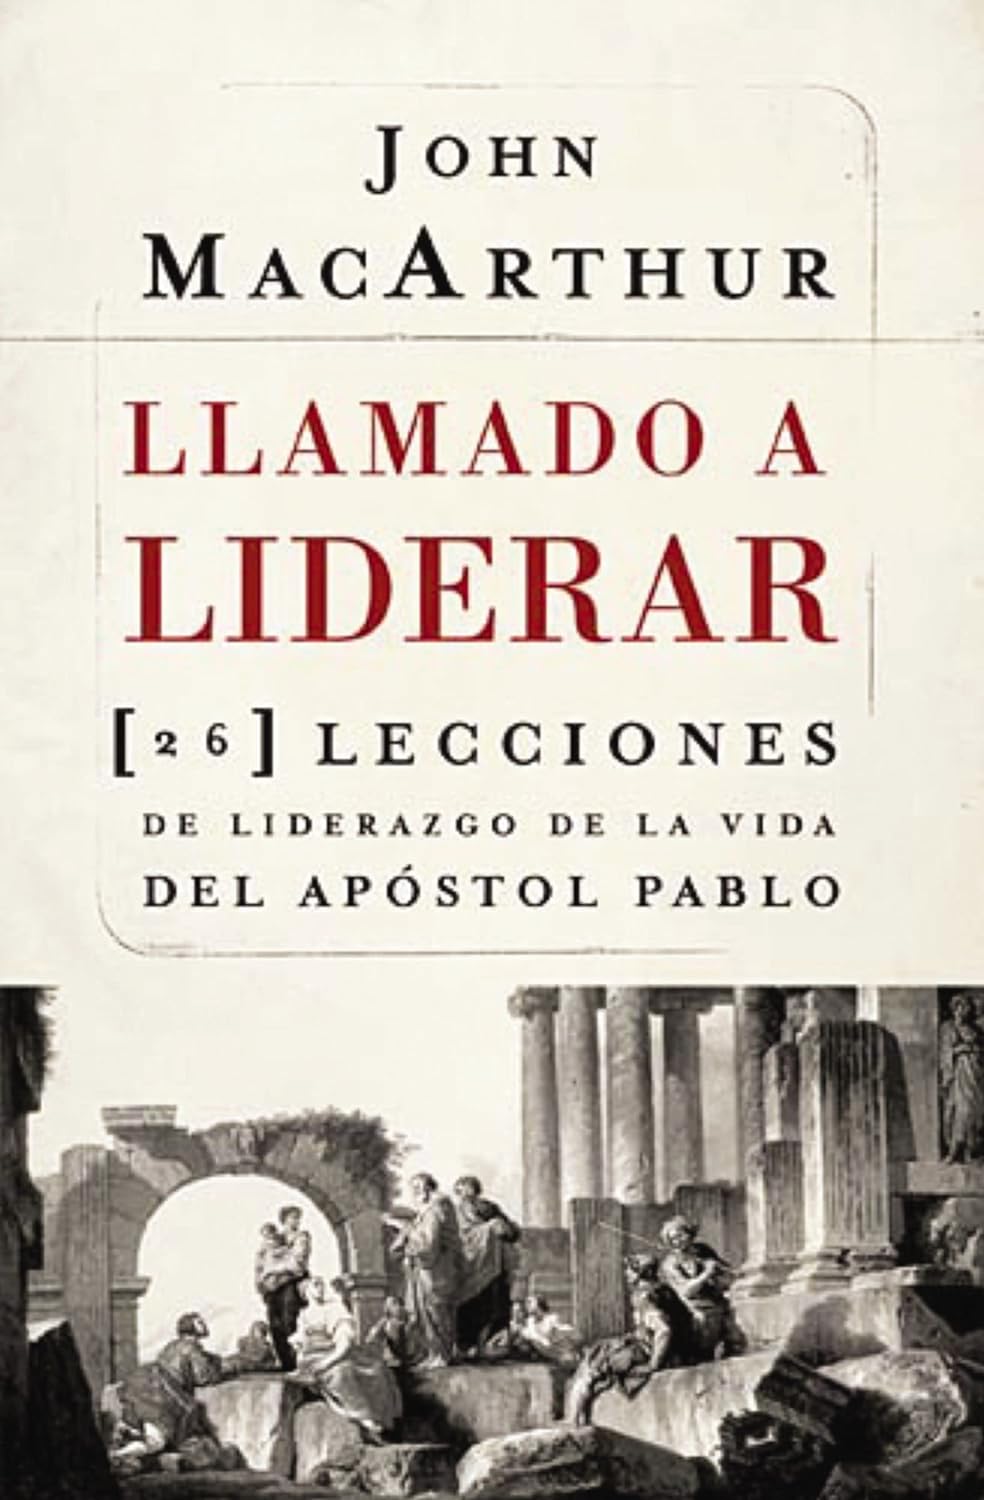 JOHN
MACARTHUR
LLAMADO A
LIDERAR
[26] LECCIONES
DE LIDERAZGO DE LA VIDA
DEL APÓSTOL PABLO